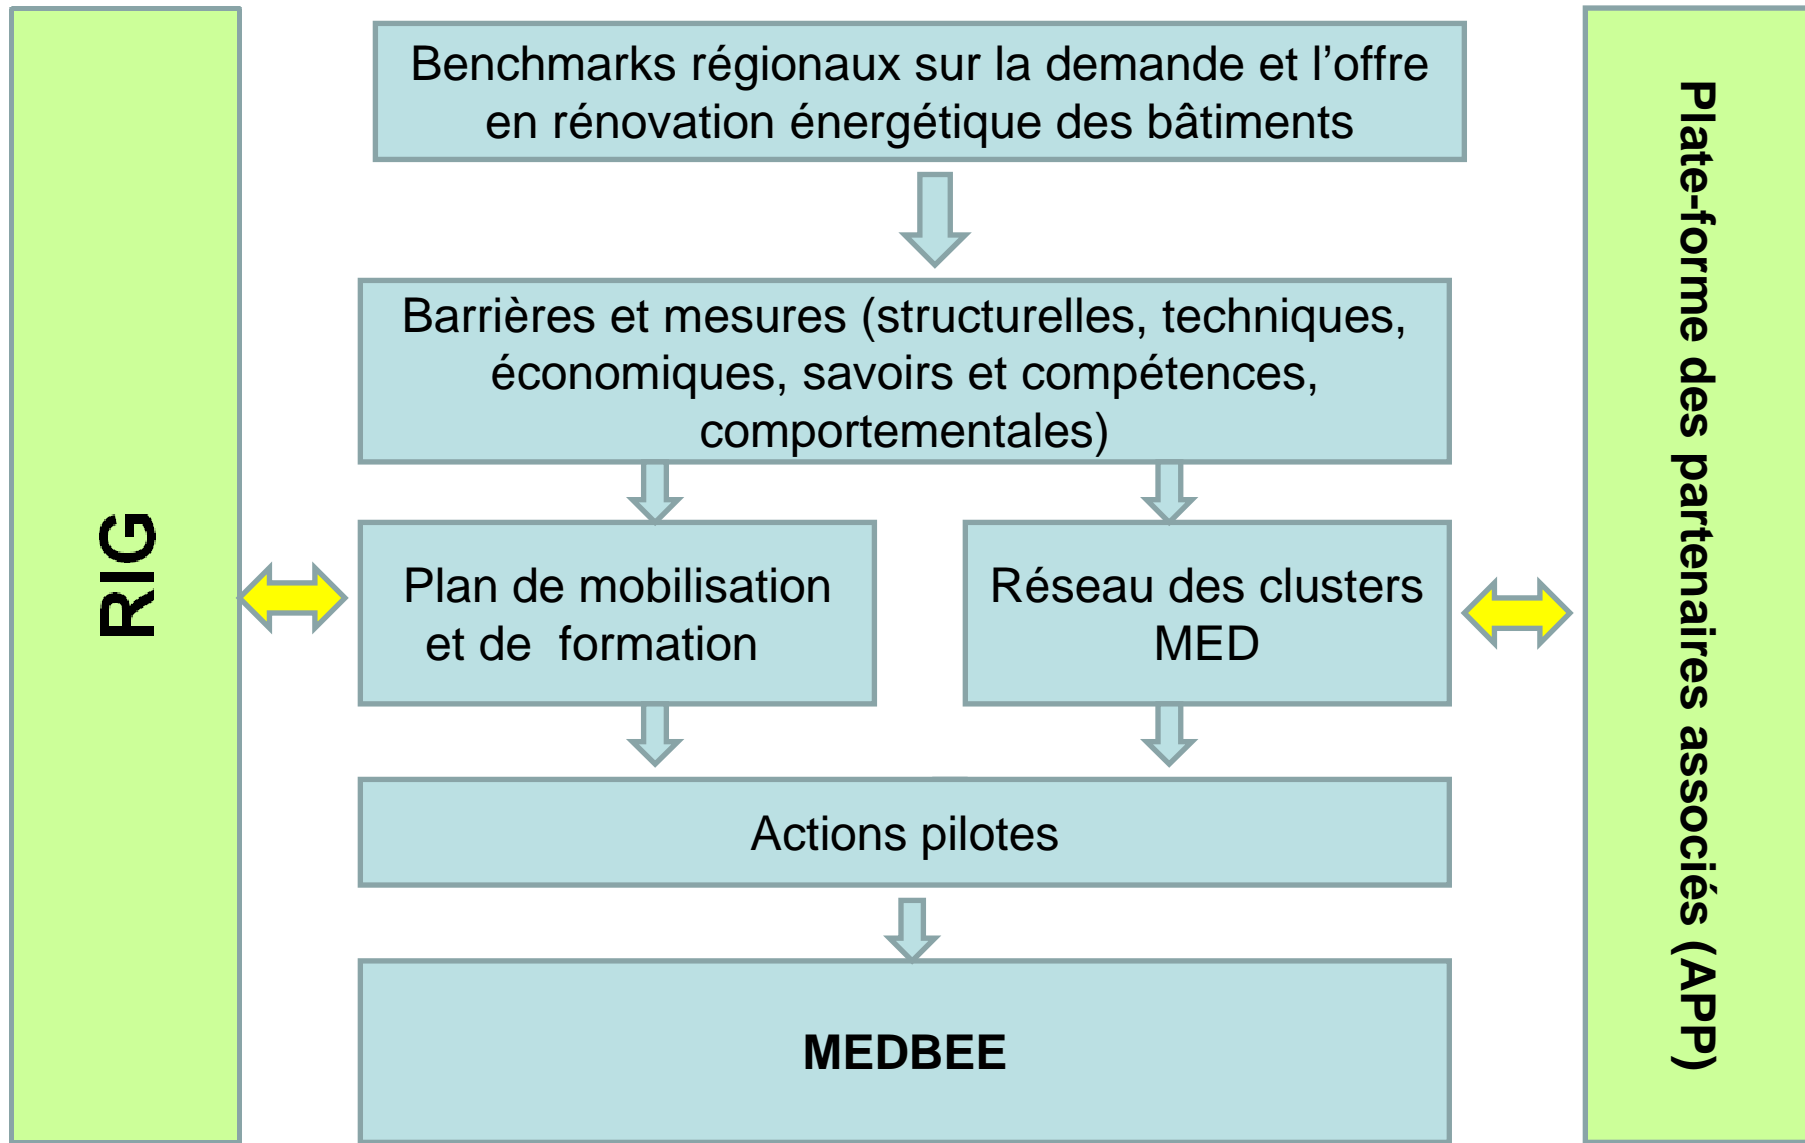 RIG
Benchmarks régionaux sur la demande et l’offre
en rénovation énergétique des bâtiments
Barrières et mesures (structurelles, techniques,
économiques, savoirs et compétences,
comportementales)
Plan de mobilisation
et de formation
Réseau des clusters
MED
Actions pilotes
MEDBEE
Plate-forme des partenaires associés (APP)